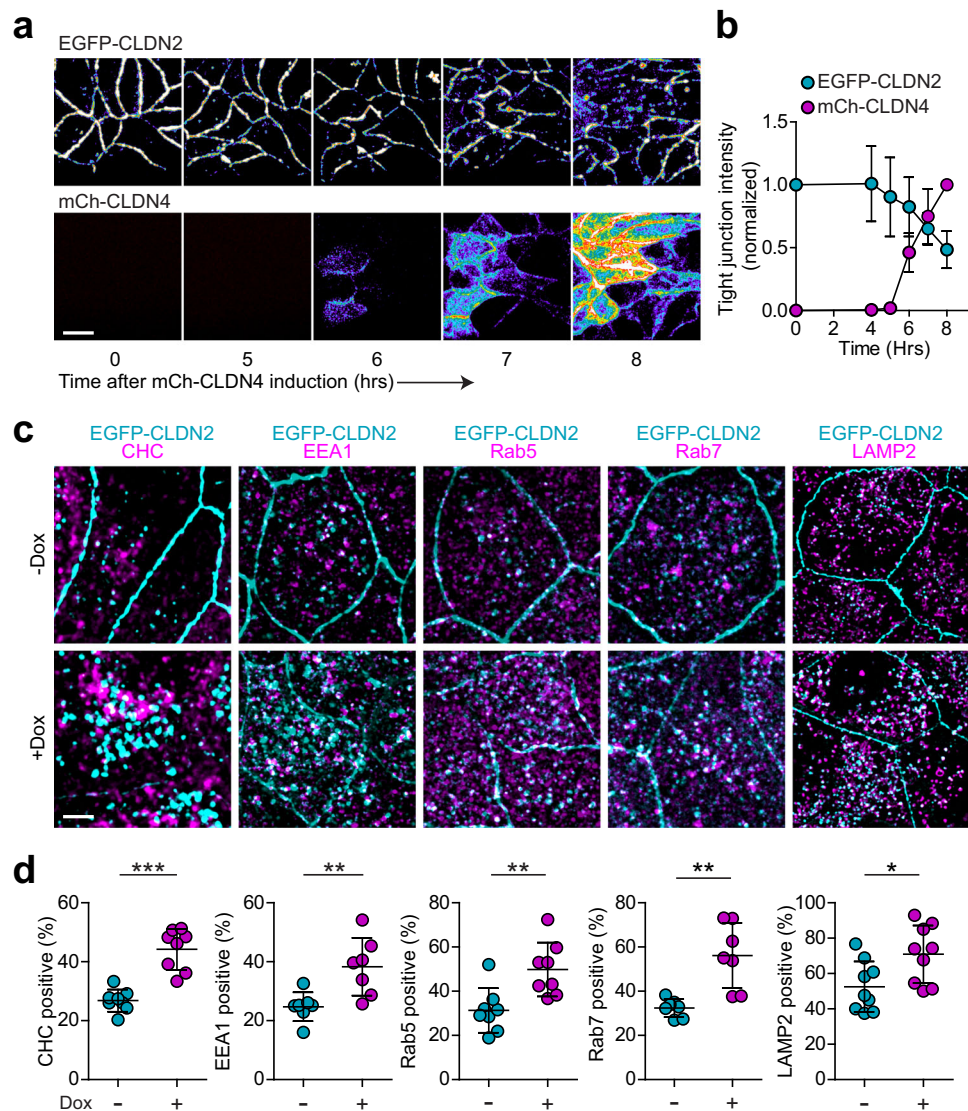 a
EGFP-CLDN2
mCh-CLDN4
0 5 6 7 8
Time after mCh-CLDN4 induction (hrs)
b
EGFP-CLDN2
mCh-CLDN4
Tight junction intensity
(normalized)
1.5
1.0
0.5
0.0
0 2 4 6 8
Time (Hrs)
c
EGFP-CLDN2 EGFP-CLDN2 EGFP-CLDN2 EGFP-CLDN2 EGFP-CLDN2
CHC EEA1 Rab5 Rab7 LAMP2
-Dox
+Dox
d
*** ** ** ** *
CHC positive (%)
60
40
20
0
EEA1 positive (%)
60
40
20
0
Rab5 positive (%)
80
60
40
20
0
Rab7 positive (%)
80
60
40
20
0
LAMP2 positive (%)
100
80
60
40
20
0
Dox - + - + - + - + - +